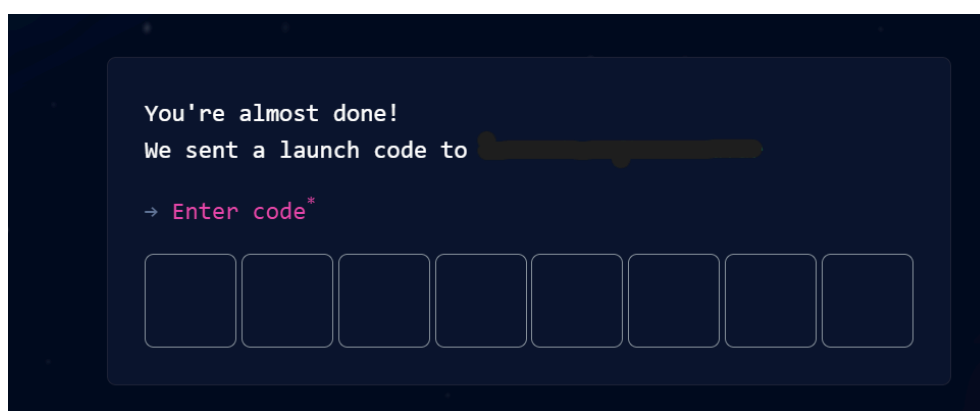 You're almost done!
We sent a launch code to
→ Enter code*